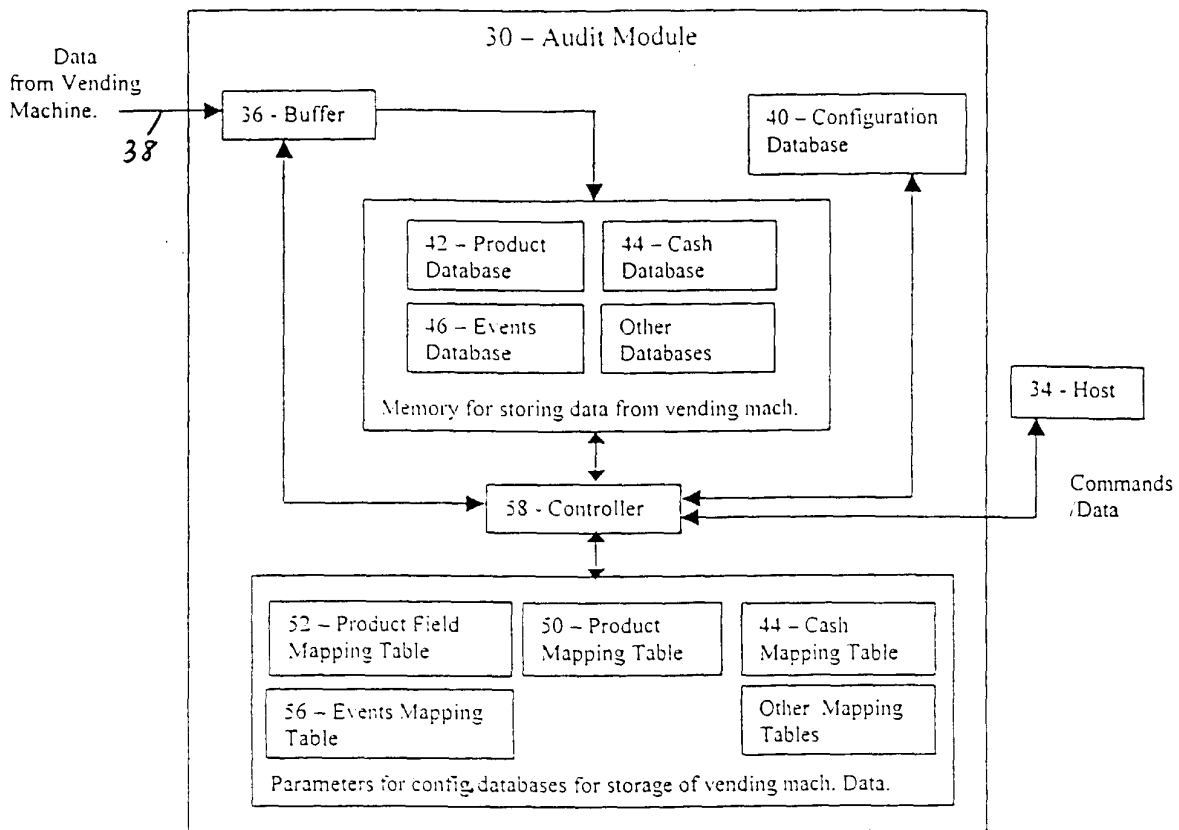 30 – Audit Module
Data
from Vending
Machine.
38
36 - Buffer
40 – Configuration
Database
42 – Product
Database
44 – Cash
Database
46 – Events
Database
Other
Databases
Memory for storing data from vending mach.
34 - Host
58 - Controller
Commands
/Data
52 – Product Field
Mapping Table
50 – Product
Mapping Table
44 – Cash
Mapping Table
56 – Events Mapping
Table
Other Mapping
Tables
Parameters for config. databases for storage of vending mach. Data.